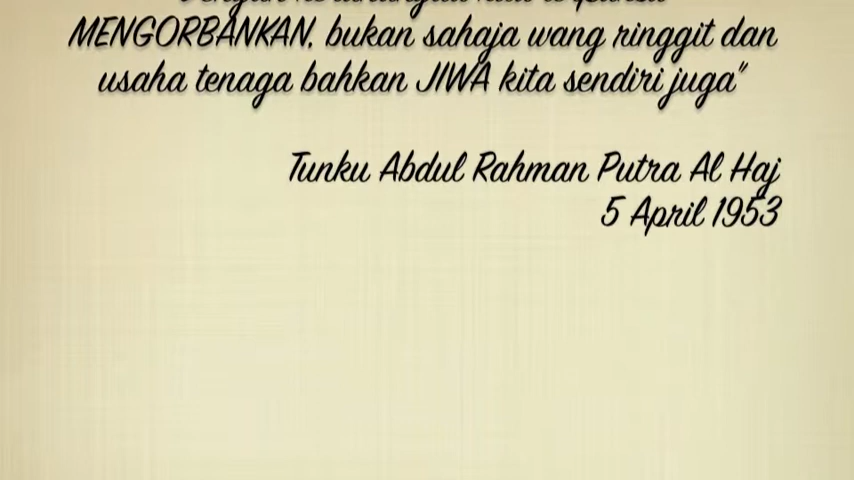 MENGORBANKAN, bukan sahaja wang ringgit dan
usaha tenaga bahkan JIWA kita sendiri juga"
Tunku Abdul Rahman Putra Al Haj
5 April 1953